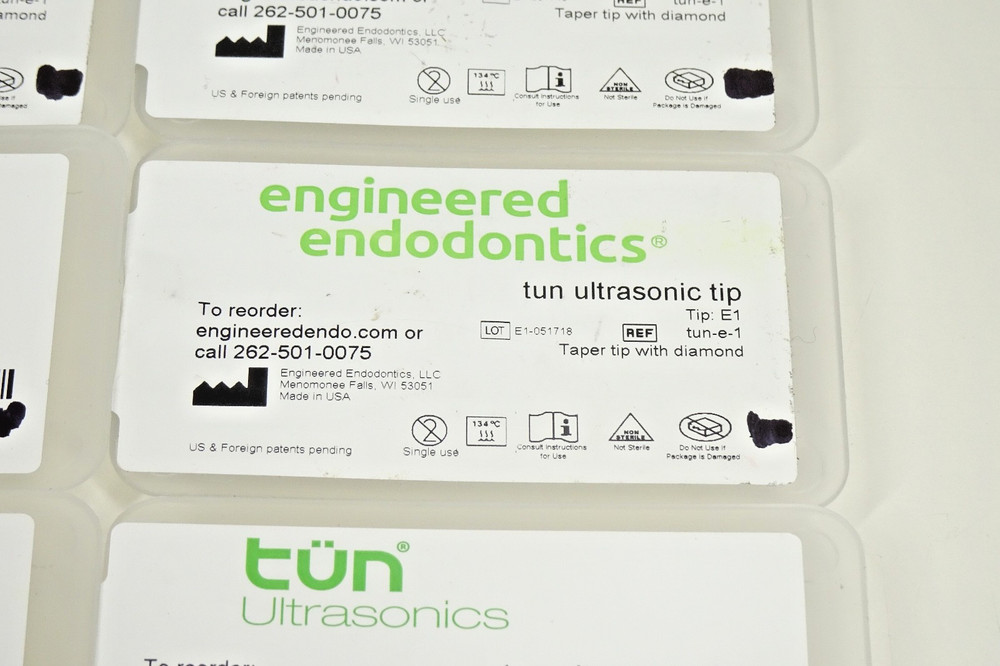 call 262-501-0075
Taper tip with diamond
Engineered Endodontics, LLC
Menomonee Falls, WI 53051
Made in USA
US & Foreign patents pending
Single use
134°C
Consult Instructions
for Use
NON
STERILE
Not Sterile
Do Not Use if
Package is Damaged
engineered
endodontics®
tun ultrasonic tip
Tip: E1
To reorder:
engineeredendo.com or
call 262-501-0075
LOT E1-051718
REF tun-e-1
Taper tip with diamond
Engineered Endodontics, LLC
Menomonee Falls, WI 53051
Made in USA
US & Foreign patents pending
2
Single use
134°C
Consult Instructions
for Use
NON
STERILE
Not Sterile
Do Not Use if
Package is Damaged
tün®
Ultrasonics